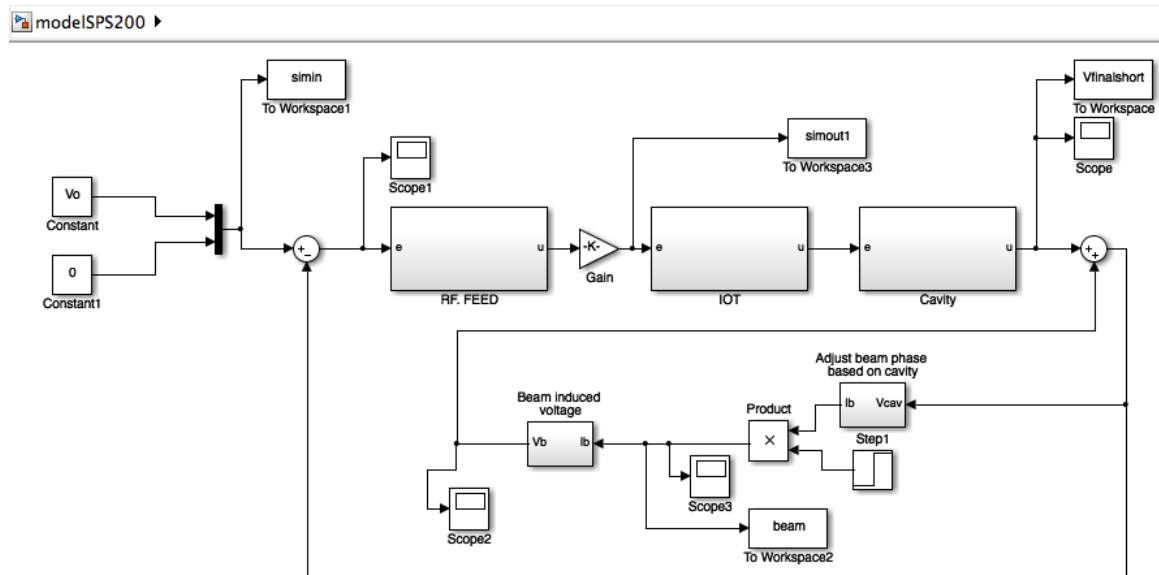 modelSPS200
simin
To Workspace1
Vfinalshort
To Workspace
simout1
To Workspace3
Scope1
Scope
Vo
Constant
0
Constant1
+
−
e
u
RF. FEED
-K-
Gain
e
u
IOT
e
u
Cavity
+
+
Adjust beam phase
based on cavity
Ib
Vcav
Beam induced
voltage
Vb
Ib
Product
×
Step1
Scope3
Scope2
beam
To Workspace2